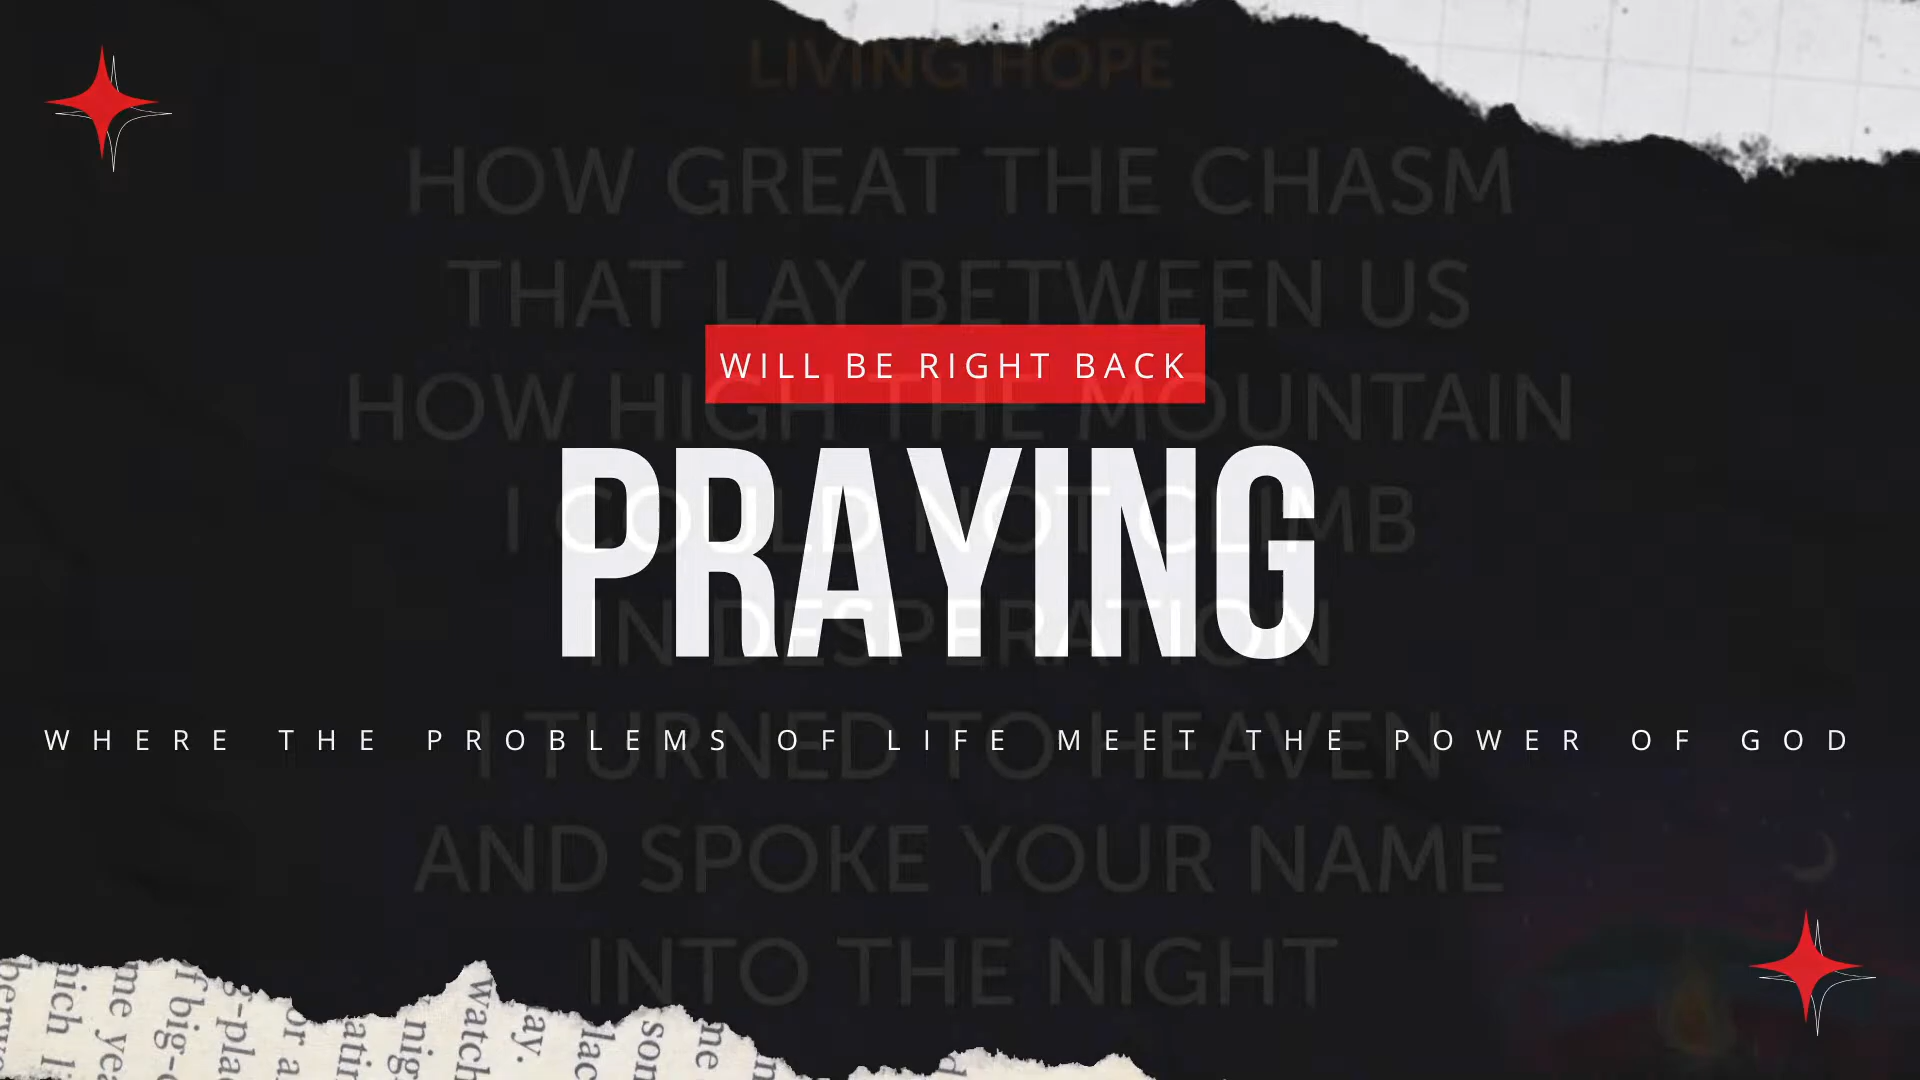 LIVING HOPE
HOW GREAT THE CHASM
THAT LAY BETWEEN US
WILL BE RIGHT BACK
HOW HIGH THE MOUNTAIN
PRAYING
I COULD NOT CLIMB
IN DESPERATION
I TURNED TO HEAVEN
WHERE THE PROBLEMS OF LIFE MEET THE POWER OF GOD
AND SPOKE YOUR NAME
INTO THE NIGHT
watch